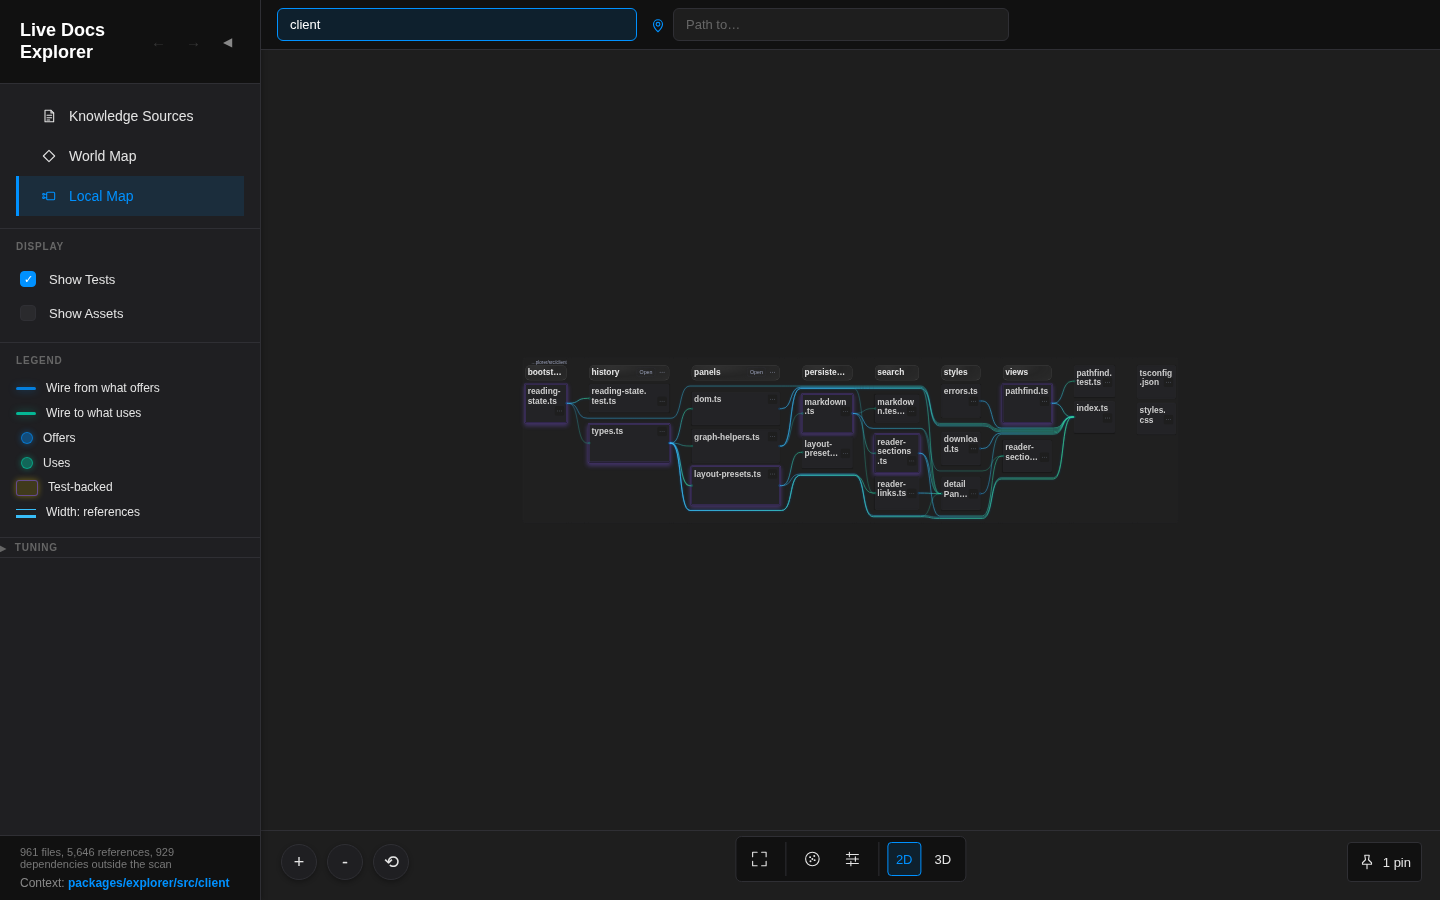 Live Docs
Explorer
← → ◀
client
Path to…
Knowledge Sources
World Map
Local Map
DISPLAY
✓ Show Tests
Show Assets
LEGEND
Wire from what offers
Wire to what uses
Offers
Uses
Test-backed
Width: references
▶ TUNING
961 files, 5,646 references, 929
dependencies outside the scan
Context: packages/explorer/src/client
bootst…
history Open ...
panels Open ...
persiste…
search
styles
views
pathfind.
test.ts
tsconfig
.json
reading-
state.ts
reading-state.
test.ts
types.ts
dom.ts
graph-helpers.ts
layout-presets.ts
markdown
.ts
layout-
preset…
markdow
n.tes…
reader-
sections
.ts
reader-
links.ts
errors.ts
downloa
d.ts
detail
Pan…
pathfind.ts
reader-
sectio…
index.ts
styles.
css
+
-
⟲
2D
3D
1 pin